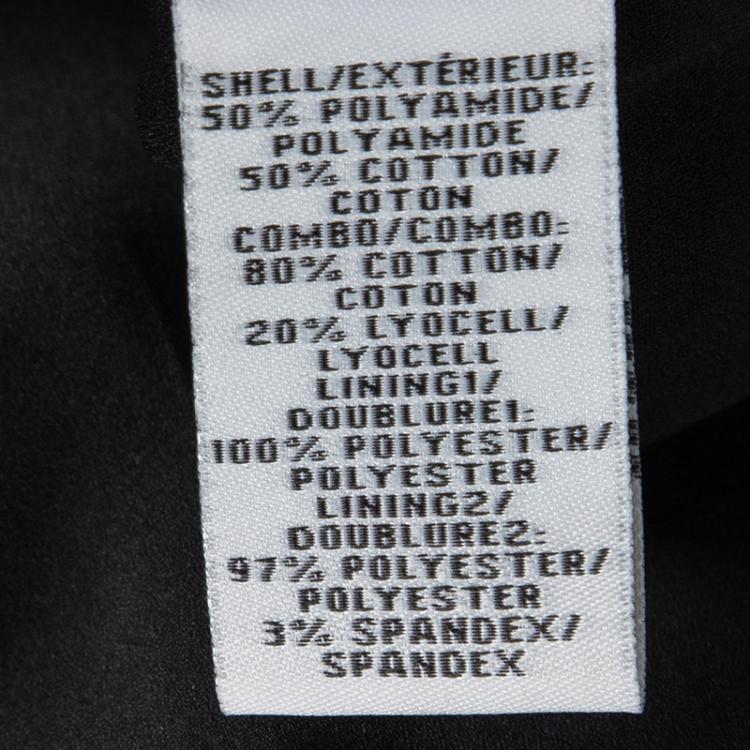 SHELL/EXTÉRIEUR:
50% POLYAMIDE/
POLYAMIDE
50% COTTON/
COTON
COMBO/COMBO:
80% COTTON/
COTON
20% LYOCELL/
LYOCELL
LINING1/
DOUBLURE1:
100% POLYESTER/
POLYESTER
LINING2/
DOUBLURE2:
97% POLYESTER/
POLYESTER
3% SPANDEX/
SPANDEX